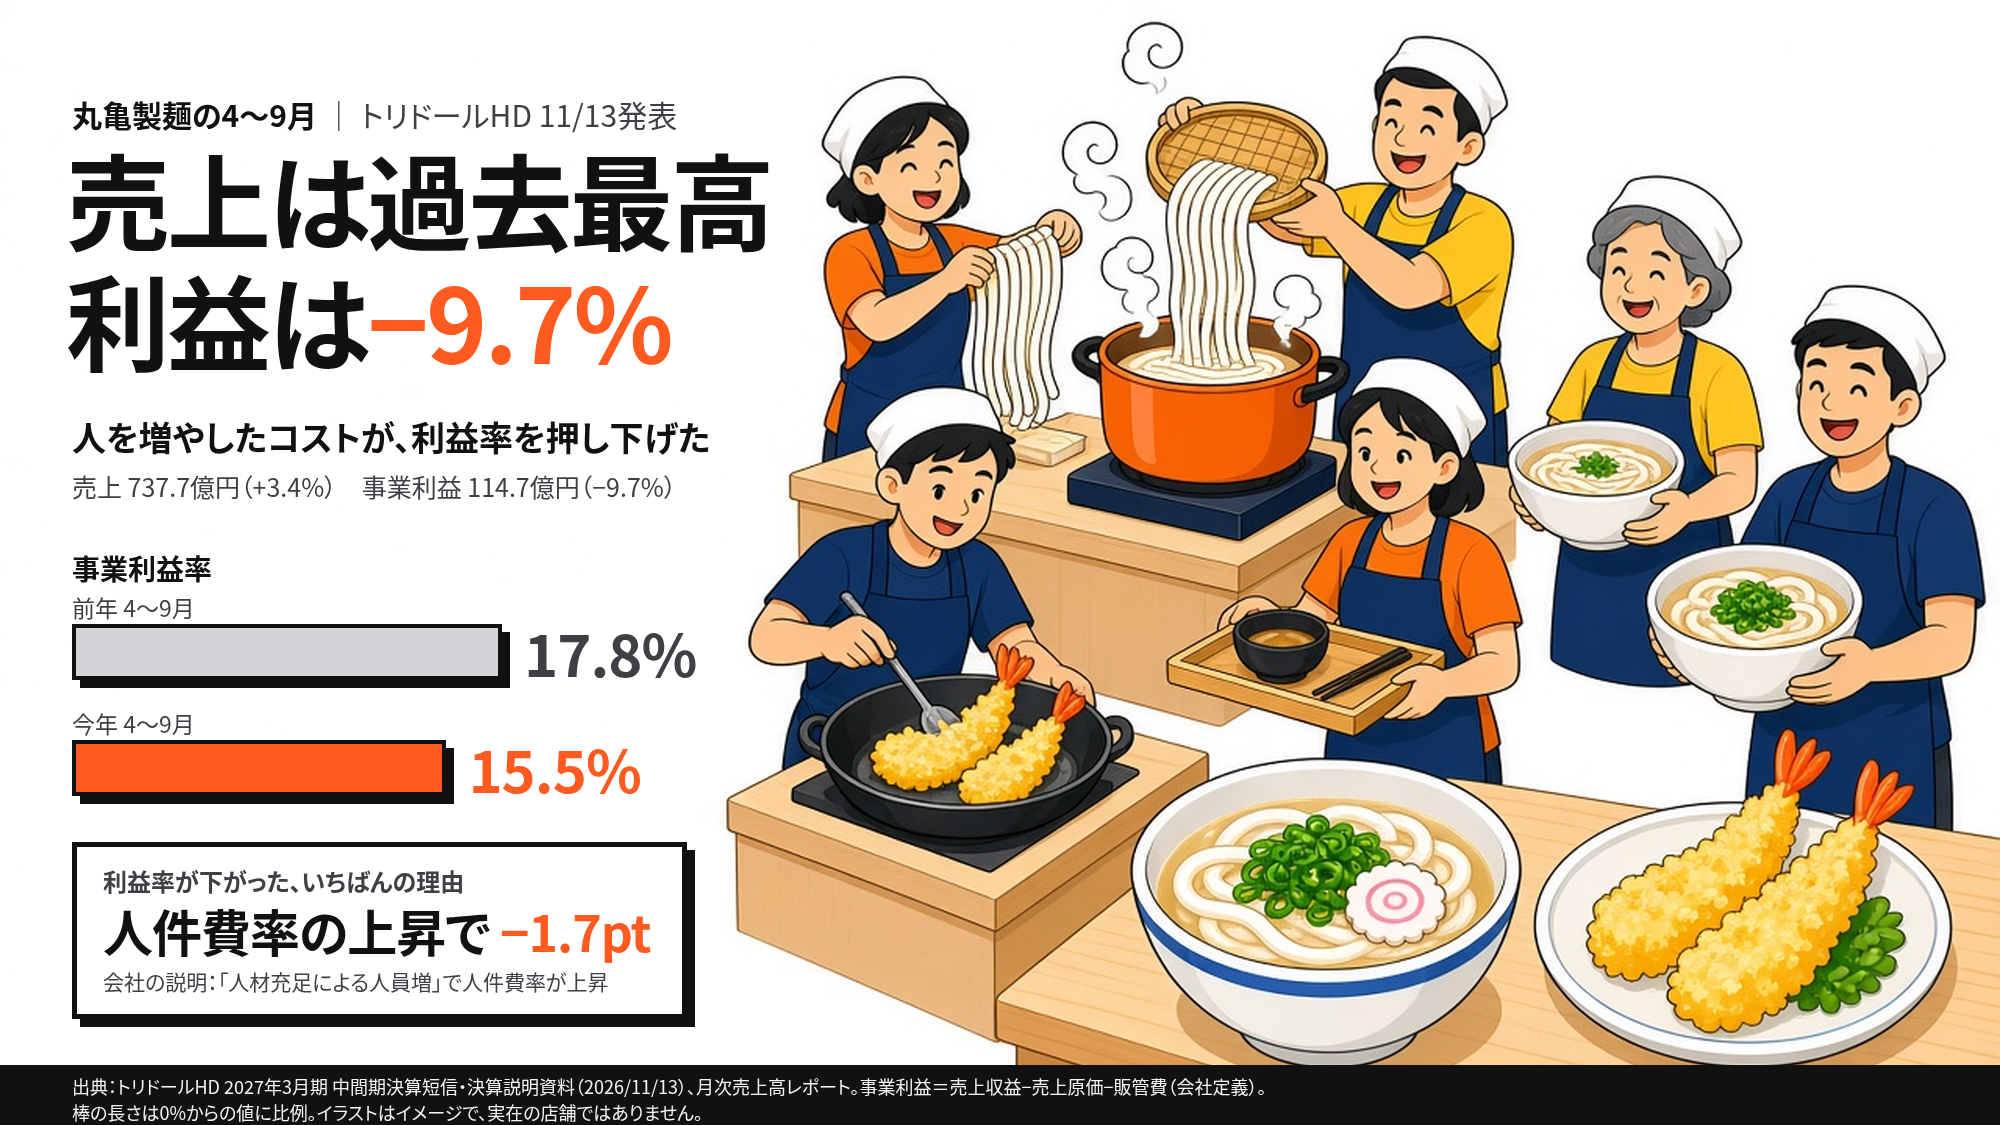 丸亀製麺の4〜9月｜トリドールHD 11/13発表
売上は過去最高
利益は−9.7%
人を増やしたコストが、利益率を押し下げた
売上 737.7億円（+3.4%） 事業利益 114.7億円（−9.7%）
事業利益率
前年 4〜9月
17.8%
今年 4〜9月
15.5%
利益率が下がった、いちばんの理由
人件費率の上昇で −1.7pt
会社の説明：「人材充足による人員増」で人件費率が上昇
出典：トリドールHD 2027年3月期 中間期決算短信・決算説明資料（2026/11/13）、月次売上高レポート。事業利益＝売上収益−売上原価−販管費（会社定義）。
棒の長さは0%からの値に比例。イラストはイメージで、実在の店舗ではありません。